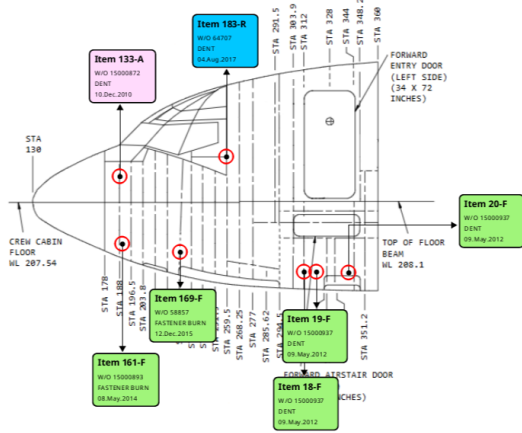 Item 183-R
W/O 64707
DENT
04.Aug.2017
Item 133-A
W/O 15000872
DENT
10.Dec.2010
STA 291.5
STA 303.9
STA 312
STA 328
STA 344
STA 348.2
STA 360
FORWARD
ENTRY DOOR
(LEFT SIDE)
(34 X 72
INCHES)
STA
130
Item 20-F
W/O 15000937
DENT
09.May.2012
CREW CABIN
FLOOR
WL 207.54
TOP OF FLOOR
BEAM
WL 208.1
STA 178
STA 188
STA 196.5
STA 203.8
STA 259.5
STA 268.25
STA 277
STA 285.62
STA 294.5
STA 351.2
Item 169-F
W/O 58857
FASTENER BURN
12.Dec.2015
Item 19-F
W/O 15000937
DENT
09.May.2012
Item 161-F
W/O 15000893
FASTENER BURN
08.May.2014
FORWARD AIRSTAIR DOOR
INCHES)
Item 18-F
W/O 15000937
DENT
09.May.2012